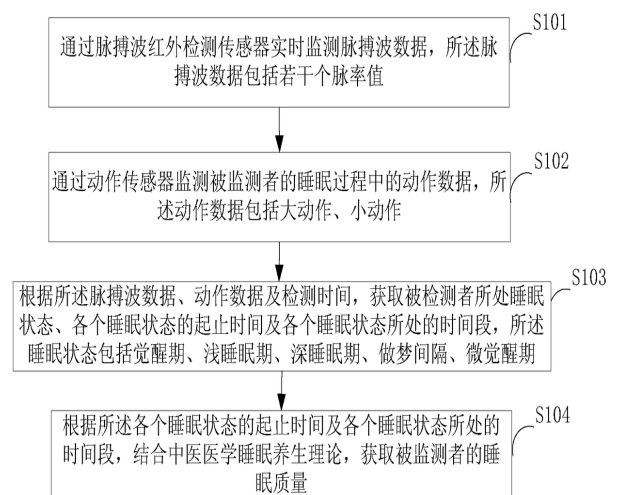 S101
通过脉搏波红外检测传感器实时监测脉搏波数据，所述脉
搏波数据包括若干个脉率值
S102
通过动作传感器监测被监测者的睡眠过程中的动作数据，所
述动作数据包括大动作、小动作
S103
根据所述脉搏波数据、动作数据及检测时间，获取被检测者所处睡眠
状态、各个睡眠状态的起止时间及各个睡眠状态所处的时间段，所述
睡眠状态包括觉醒期、浅睡眠期、深睡眠期、做梦间隔、微觉醒期
S104
根据所述各个睡眠状态的起止时间及各个睡眠状态所处的
时间段，结合中医医学睡眠养生理论，获取被监测者的睡
眠质量